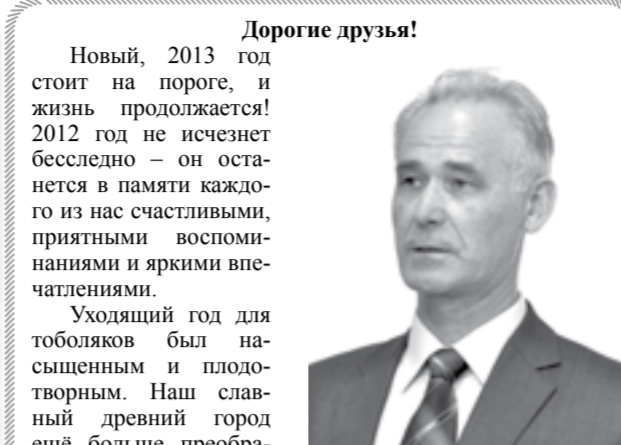 Дорогие друзья!
Новый, 2013 год
стоит на пороге, и
жизнь продолжается!
2012 год не исчезнет
бесследно – он оста-
нется в памяти каждо-
го из нас счастливыми,
приятными воспоми-
наниями и яркими впе-
чатлениями.
Уходящий год для
тоболяков был на-
сыщенным и плодо-
творным. Наш слав-
ный древний город
ещё больше преобра-